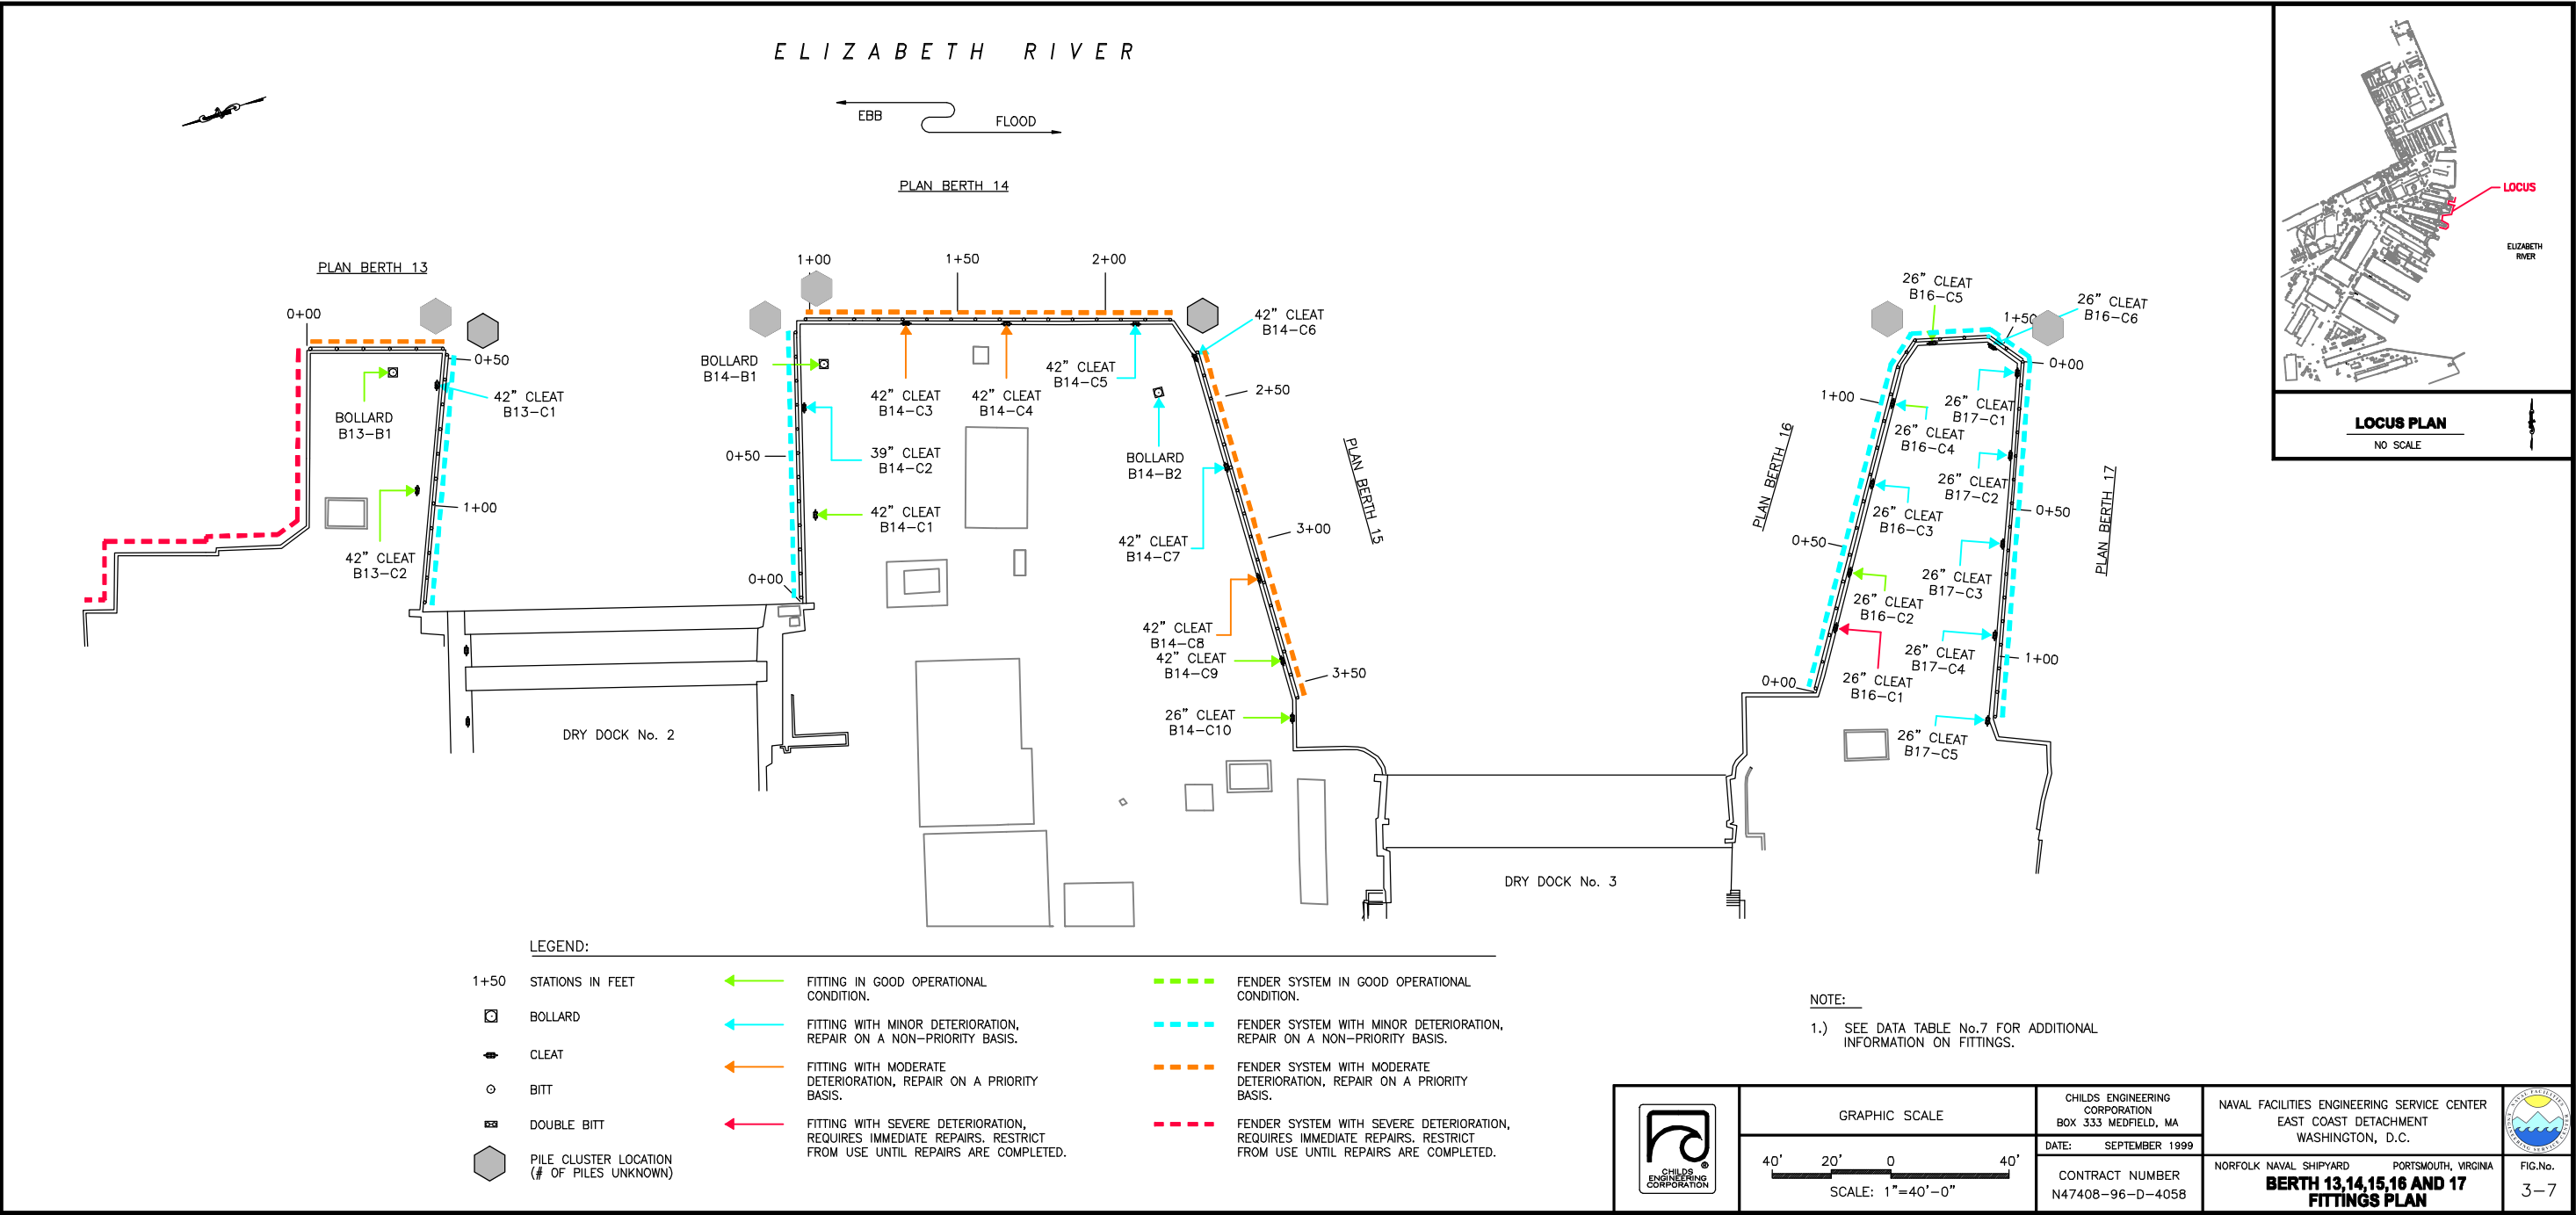 ELIZABETH RIVER
EBB
FLOOD
PLAN BERTH 14
PLAN BERTH 13
0+00
0+50
1+00
BOLLARD
B13-B1
42" CLEAT
B13-C1
42" CLEAT
B13-C2
1+00
1+50
2+00
BOLLARD
B14-B1
42" CLEAT
B14-C3
42" CLEAT
B14-C4
42" CLEAT
B14-C5
42" CLEAT
B14-C6
39" CLEAT
B14-C2
42" CLEAT
B14-C1
0+50
0+00
BOLLARD
B14-B2
2+50
3+00
3+50
42" CLEAT
B14-C7
42" CLEAT
B14-C8
42" CLEAT
B14-C9
26" CLEAT
B14-C10
PLAN BERTH 15
DRY DOCK No. 2
DRY DOCK No. 3
PLAN BERTH 16
26" CLEAT
B16-C5
26" CLEAT
B16-C6
1+50
1+00
0+50
0+00
26" CLEAT
B16-C4
26" CLEAT
B16-C3
26" CLEAT
B16-C2
26" CLEAT
B16-C1
0+00
0+50
1+00
26" CLEAT
B17-C1
26" CLEAT
B17-C2
26" CLEAT
B17-C3
26" CLEAT
B17-C4
26" CLEAT
B17-C5
PLAN BERTH 17
LOCUS
ELIZABETH
RIVER
LOCUS PLAN
NO SCALE
LEGEND:
1+50 STATIONS IN FEET
BOLLARD
CLEAT
BITT
DOUBLE BITT
PILE CLUSTER LOCATION
(# OF PILES UNKNOWN)
FITTING IN GOOD OPERATIONAL
CONDITION.
FITTING WITH MINOR DETERIORATION,
REPAIR ON A NON-PRIORITY BASIS.
FITTING WITH MODERATE
DETERIORATION, REPAIR ON A PRIORITY
BASIS.
FITTING WITH SEVERE DETERIORATION,
REQUIRES IMMEDIATE REPAIRS. RESTRICT
FROM USE UNTIL REPAIRS ARE COMPLETED.
FENDER SYSTEM IN GOOD OPERATIONAL
CONDITION.
FENDER SYSTEM WITH MINOR DETERIORATION,
REPAIR ON A NON-PRIORITY BASIS.
FENDER SYSTEM WITH MODERATE
DETERIORATION, REPAIR ON A PRIORITY
BASIS.
FENDER SYSTEM WITH SEVERE DETERIORATION,
REQUIRES IMMEDIATE REPAIRS. RESTRICT
FROM USE UNTIL REPAIRS ARE COMPLETED.
NOTE:
1.) SEE DATA TABLE No.7 FOR ADDITIONAL
INFORMATION ON FITTINGS.
®
CHILDS
ENGINEERING
CORPORATION
GRAPHIC SCALE
40' 20' 0 40'
SCALE: 1"=40'-0"
CHILDS ENGINEERING
CORPORATION
BOX 333 MEDFIELD, MA
DATE: SEPTEMBER 1999
CONTRACT NUMBER
N47408-96-D-4058
NAVAL FACILITIES ENGINEERING SERVICE CENTER
EAST COAST DETACHMENT
WASHINGTON, D.C.
NORFOLK NAVAL SHIPYARD PORTSMOUTH, VIRGINIA
BERTH 13,14,15,16 AND 17
FITTINGS PLAN
FIG.No.
3-7